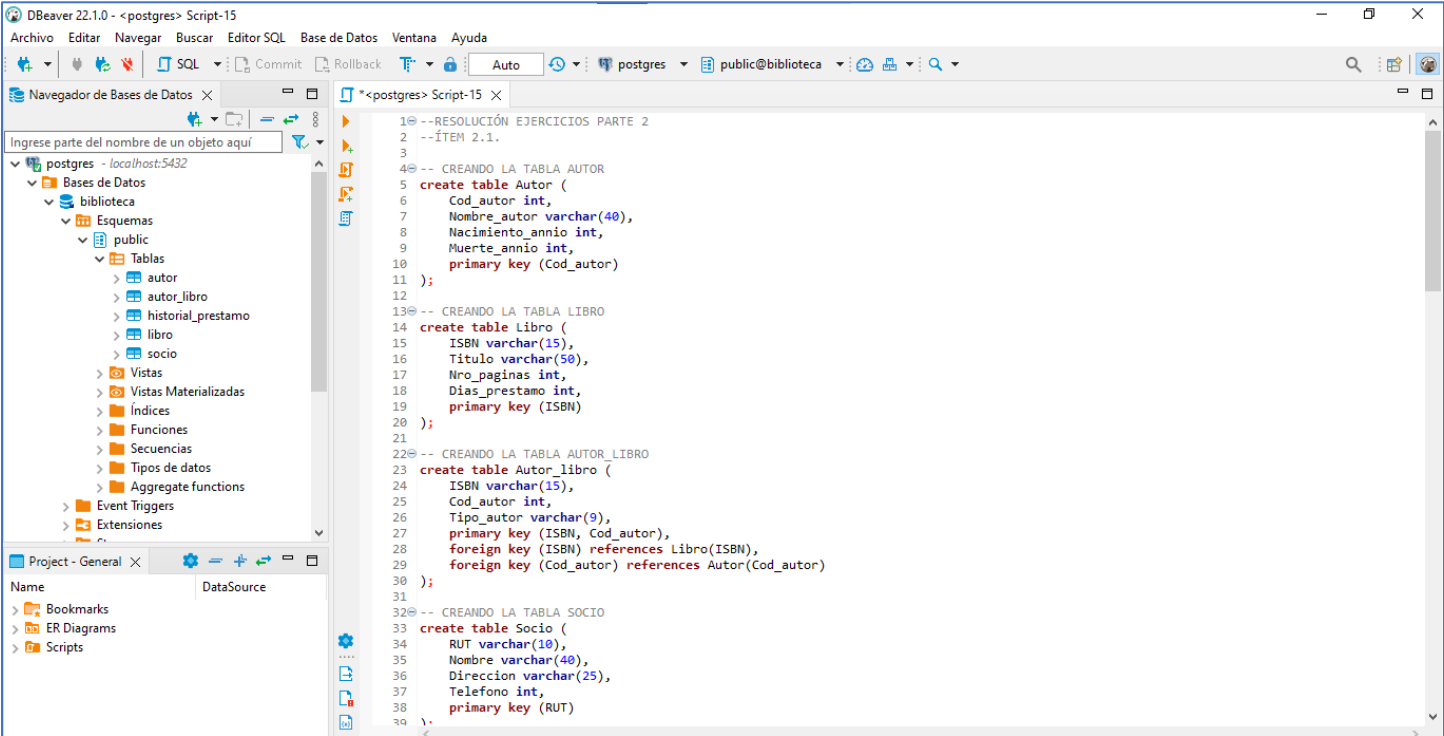 DBeaver 22.1.0 - <postgres> Script-15
Archivo Editar Navegar Buscar Editor SQL Base de Datos Ventana Ayuda
SQL Commit Rollback Auto postgres public@biblioteca
Navegador de Bases de Datos
Ingrese parte del nombre de un objeto aquí
postgres - localhost:5432
Bases de Datos
biblioteca
Esquemas
public
Tablas
autor
autor_libro
historial_prestamo
libro
socio
Vistas
Vistas Materializadas
Índices
Funciones
Secuencias
Tipos de datos
Aggregate functions
Event Triggers
Extensiones
Project - General
Name DataSource
Bookmarks
ER Diagrams
Scripts
*<postgres> Script-15
1 --RESOLUCIÓN EJERCICIOS PARTE 2
2 --ÍTEM 2.1.
3
4 -- CREANDO LA TABLA AUTOR
5 create table Autor (
6 Cod_autor int,
7 Nombre_autor varchar(40),
8 Nacimiento_annio int,
9 Muerte_annio int,
10 primary key (Cod_autor)
11 );
12
13 -- CREANDO LA TABLA LIBRO
14 create table Libro (
15 ISBN varchar(15),
16 Titulo varchar(50),
17 Nro_paginas int,
18 Dias_prestamo int,
19 primary key (ISBN)
20 );
21
22 -- CREANDO LA TABLA AUTOR_LIBRO
23 create table Autor_libro (
24 ISBN varchar(15),
25 Cod_autor int,
26 Tipo_autor varchar(9),
27 primary key (ISBN, Cod_autor),
28 foreign key (ISBN) references Libro(ISBN),
29 foreign key (Cod_autor) references Autor(Cod_autor)
30 );
31
32 -- CREANDO LA TABLA SOCIO
33 create table Socio (
34 RUT varchar(10),
35 Nombre varchar(40),
36 Direccion varchar(25),
37 Telefono int,
38 primary key (RUT)
39 );